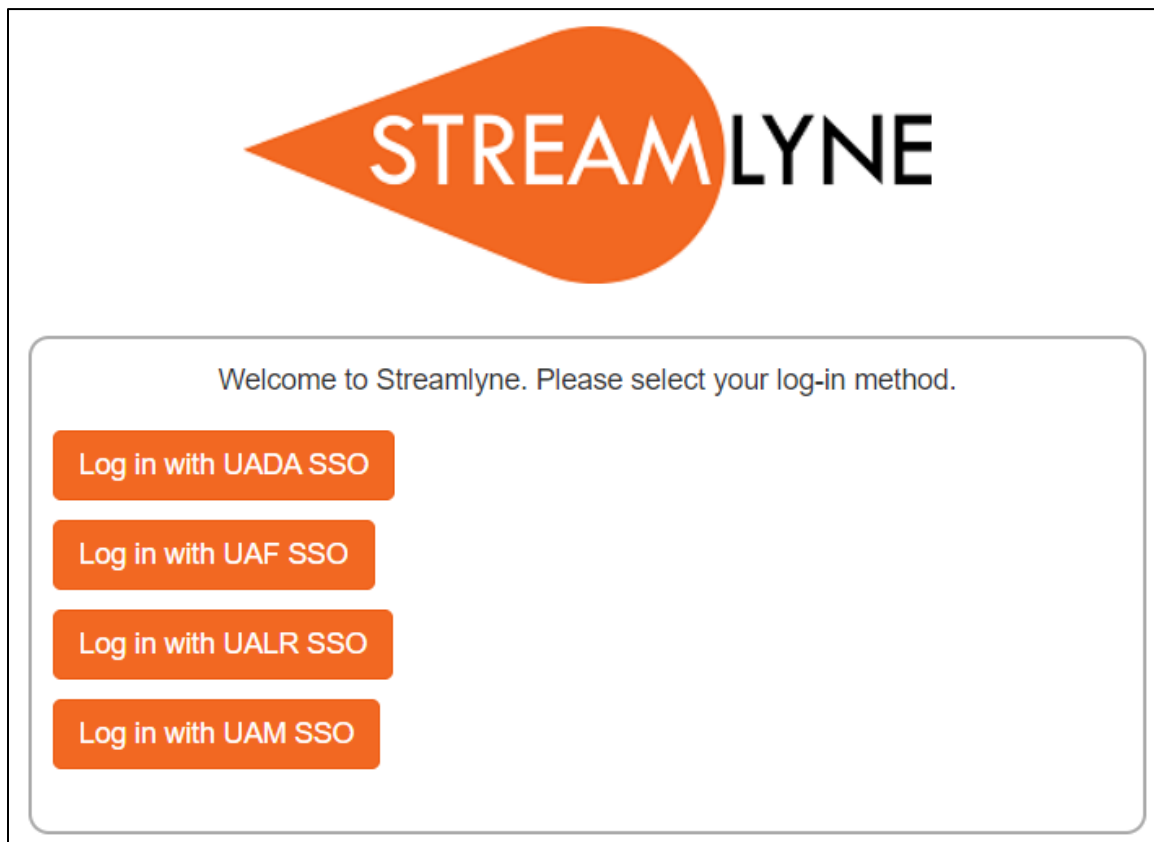 STREAMLYNE
Welcome to Streamlyne. Please select your log-in method.
Log in with UADA SSO
Log in with UAF SSO
Log in with UALR SSO
Log in with UAM SSO